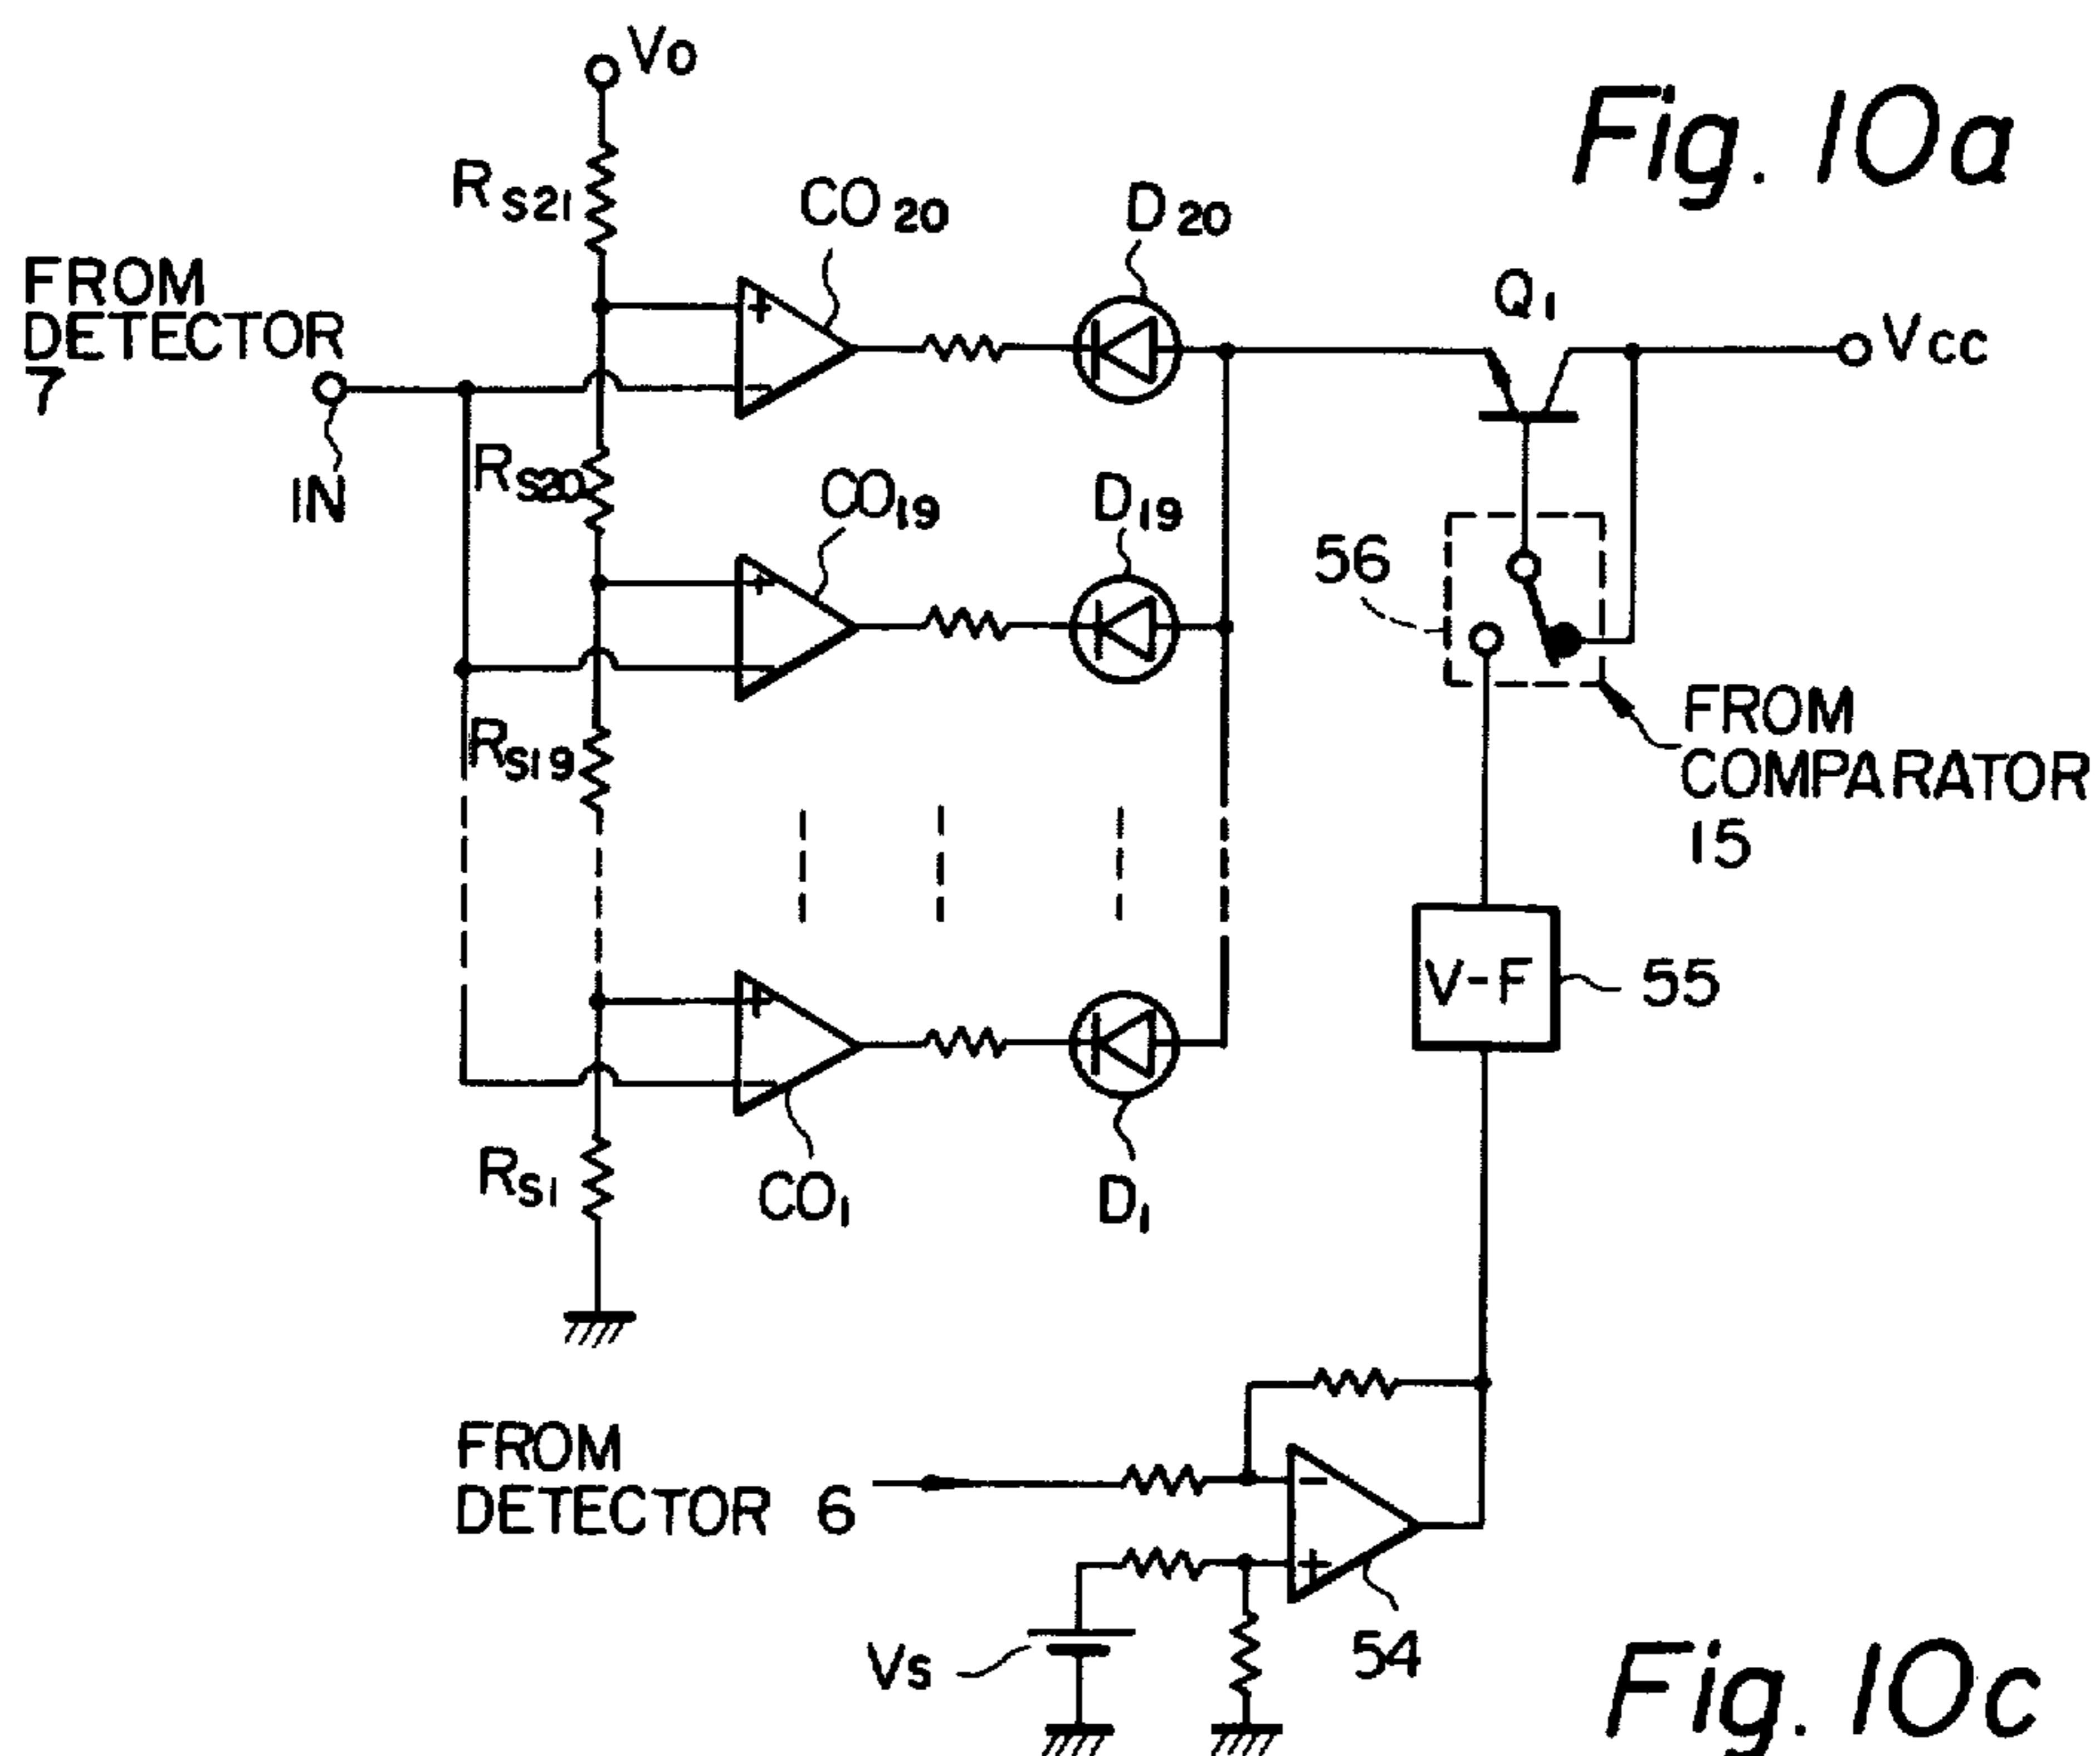 Vo
Fig. 10a
RS21
CO20
D20
FROM
DETECTOR
7
Q1
Vcc
IN
RS20
CO19
D19
56
FROM
COMPARATOR
15
RS19
V-F
55
RS1
CO1
D1
FROM
DETECTOR 6
Vs
54
Fig. 10c